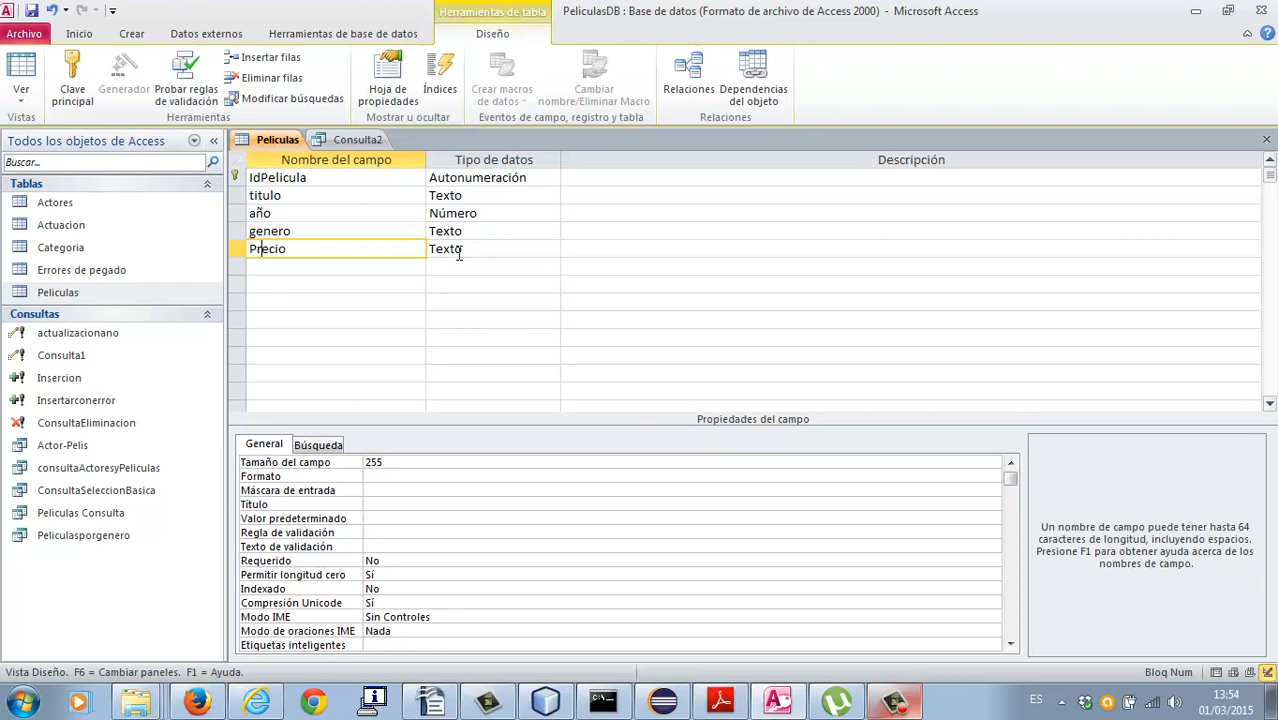 Herramientas de tabla
PeliculasDB : Base de datos (Formato de archivo de Access 2000) - Microsoft Access
Archivo
Inicio
Crear
Datos externos
Herramientas de base de datos
Diseño
Ver
Clave principal
Generador
Probar reglas de validación
Insertar filas
Eliminar filas
Modificar búsquedas
Hoja de propiedades
Índices
Crear macros de datos
Cambiar nombre/Eliminar Macro
Relaciones
Dependencias del objeto
Vistas
Herramientas
Mostrar u ocultar
Eventos de campo, registro y tabla
Relaciones
Todos los objetos de Access
Buscar...
Tablas
Actores
Actuacion
Categoria
Errores de pegado
Peliculas
Consultas
actualizacionano
Consulta1
Insercion
Insertarconerror
ConsultaEliminacion
Actor-Pelis
consultaActoresyPeliculas
ConsultaSeleccionBasica
Peliculas Consulta
Peliculasporgenero
Peliculas
Consulta2
Nombre del campo Tipo de datos Descripción
IdPelicula Autonumeración
titulo Texto
año Número
genero Texto
Precio Texto
Propiedades del campo
General Búsqueda
Tamaño del campo 255
Formato
Máscara de entrada
Título
Valor predeterminado
Regla de validación
Texto de validación
Requerido No
Permitir longitud cero Sí
Indexado No
Compresión Unicode Sí
Modo IME Sin Controles
Modo de oraciones IME Nada
Etiquetas inteligentes
Un nombre de campo puede tener hasta 64
caracteres de longitud, incluyendo espacios.
Presione F1 para obtener ayuda acerca de los
nombres de campo.
Vista Diseño. F6 = Cambiar paneles. F1 = Ayuda.
Bloq Num
ES
13:54
01/03/2015